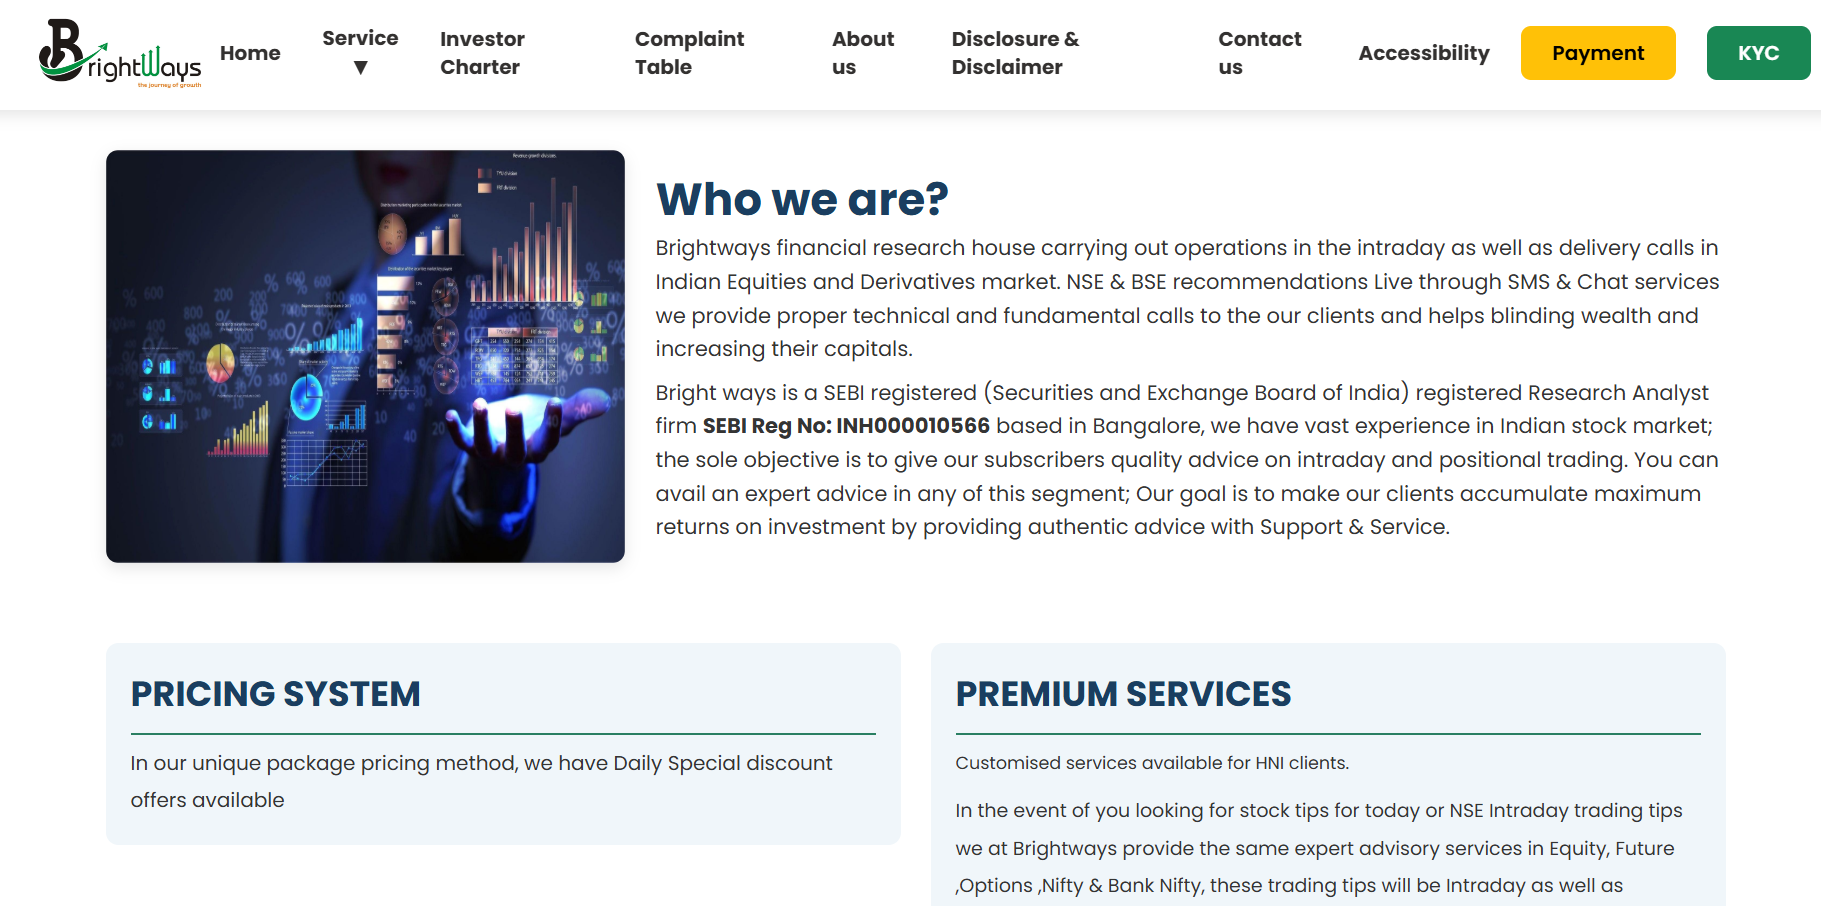 BrightWays
the journey of growth
Home
Service
▼
Investor
Charter
Complaint
Table
About
us
Disclosure &
Disclaimer
Contact
us
Accessibility
Payment
KYC
Who we are?
Brightways financial research house carrying out operations in the intraday as well as delivery calls in
Indian Equities and Derivatives market. NSE & BSE recommendations Live through SMS & Chat services
we provide proper technical and fundamental calls to the our clients and helps blinding wealth and
increasing their capitals.
Bright ways is a SEBI registered (Securities and Exchange Board of India) registered Research Analyst
firm SEBI Reg No: INH000010566 based in Bangalore, we have vast experience in Indian stock market;
the sole objective is to give our subscribers quality advice on intraday and positional trading. You can
avail an expert advice in any of this segment; Our goal is to make our clients accumulate maximum
returns on investment by providing authentic advice with Support & Service.
PRICING SYSTEM
In our unique package pricing method, we have Daily Special discount
offers available
PREMIUM SERVICES
Customised services available for HNI clients.
In the event of you looking for stock tips for today or NSE Intraday trading tips
we at Brightways provide the same expert advisory services in Equity, Future
,Options ,Nifty & Bank Nifty, these trading tips will be Intraday as well as